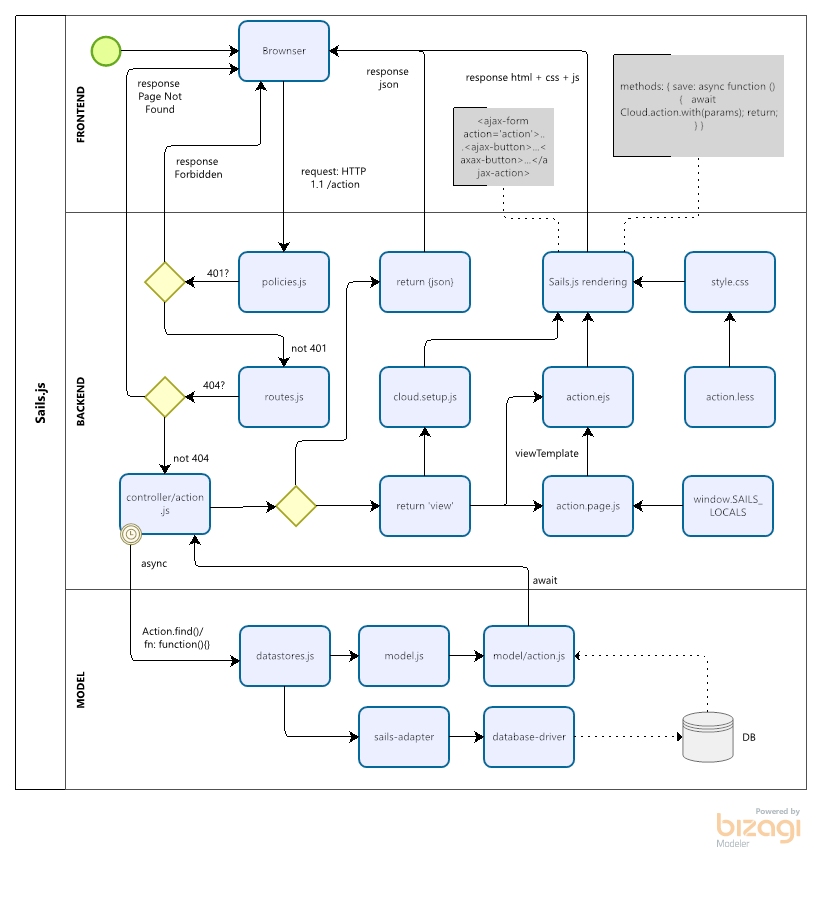 Sails.js
FRONTEND
Brownser
response
Page Not
Found
response
Forbidden
request: HTTP
1.1 /action
response
json
response html + css + js
<ajax-form
action='action'>..
.<ajax-button>...<
axax-button>...</a
jax-action>
methods: { save: async function ()
{ await
Cloud.action.with(params); return;
} }
BACKEND
401?
policies.js
return {json}
Sails.js rendering
style.css
not 401
404?
routes.js
cloud.setup.js
action.ejs
action.less
not 404
viewTemplate
controller/action
.js
return 'view'
action.page.js
window.SAILS_
LOCALS
async
await
MODEL
Action.find()/
fn: function(){}
datastores.js
model.js
model/action.js
sails-adapter
database-driver
DB
Powered by
bizagi
Modeler